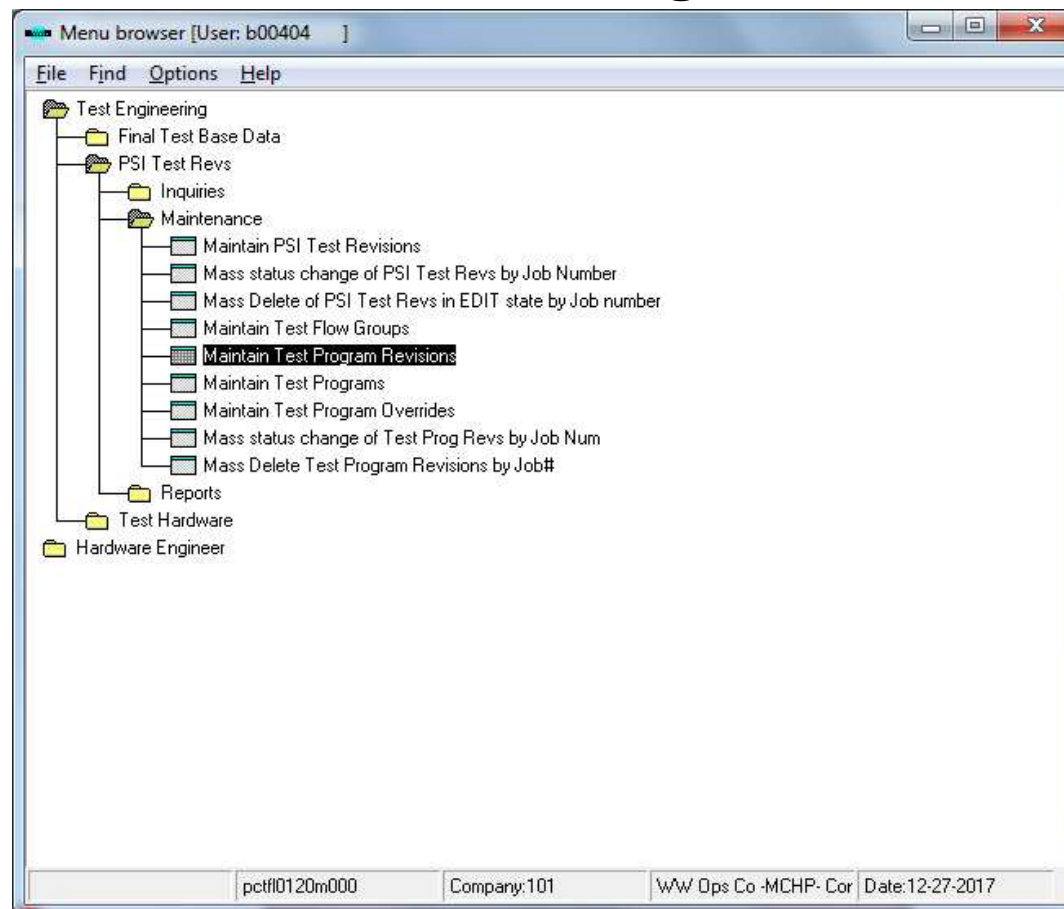 Menu browser [User: b00404 ]
File Find Options Help
Test Engineering
Final Test Base Data
PSI Test Revs
Inquiries
Maintenance
Maintain PSI Test Revisions
Mass status change of PSI Test Revs by Job Number
Mass Delete of PSI Test Revs in EDIT state by Job number
Maintain Test Flow Groups
Maintain Test Program Revisions
Maintain Test Programs
Maintain Test Program Overrides
Mass status change of Test Prog Revs by Job Num
Mass Delete Test Program Revisions by Job#
Reports
Test Hardware
Hardware Engineer
pctfl0120m000 Company:101 WW Ops Co -MCHP- Cor Date:12-27-2017